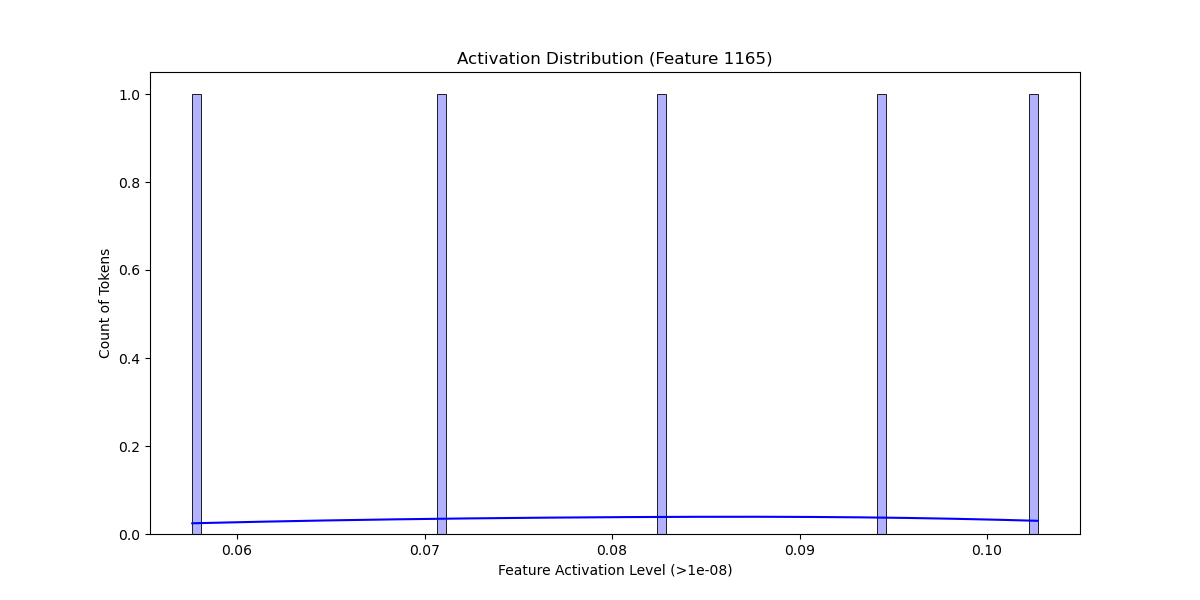 Activation Distribution (Feature 1165)
1.0
0.8
0.6
0.4
0.2
0.0
Count of Tokens
0.06 0.07 0.08 0.09 0.10
Feature Activation Level (>1e-08)